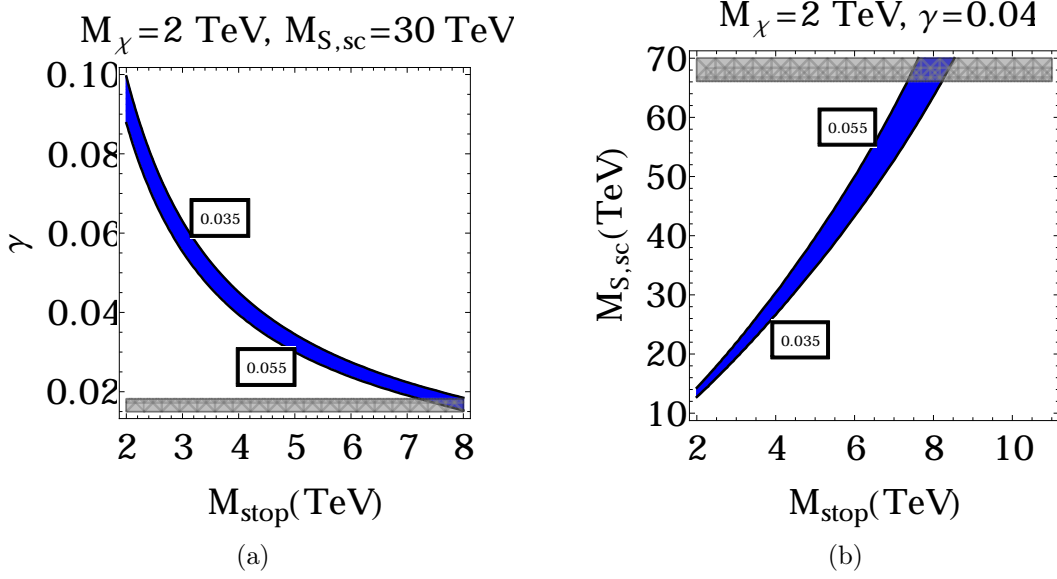 M_χ=2 TeV, M_S,sc=30 TeV
0.10
0.08
0.06
0.04
0.02
γ
0.035
0.055
2 3 4 5 6 7 8
M_stop(TeV)
(a)
M_χ=2 TeV, γ=0.04
70
60
50
40
30
20
10
M_S,sc(TeV)
0.055
0.035
2 4 6 8 10
M_stop(TeV)
(b)